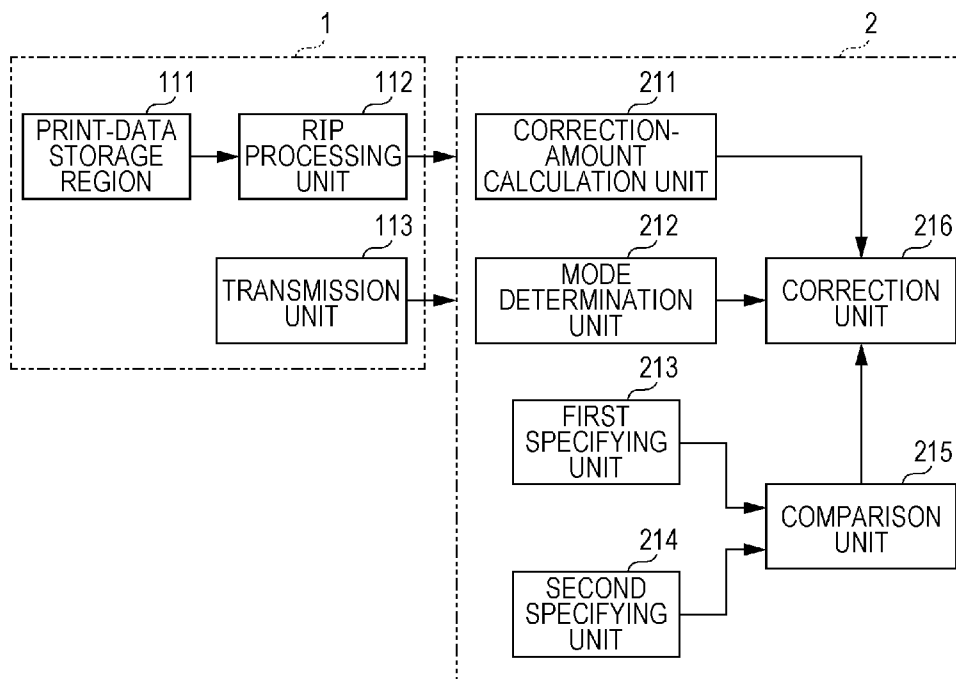 1
2
111
PRINT-DATA
STORAGE
REGION
112
RIP
PROCESSING
UNIT
113
TRANSMISSION
UNIT
211
CORRECTION-
AMOUNT
CALCULATION UNIT
212
MODE
DETERMINATION
UNIT
216
CORRECTION
UNIT
213
FIRST
SPECIFYING
UNIT
215
COMPARISON
UNIT
214
SECOND
SPECIFYING
UNIT